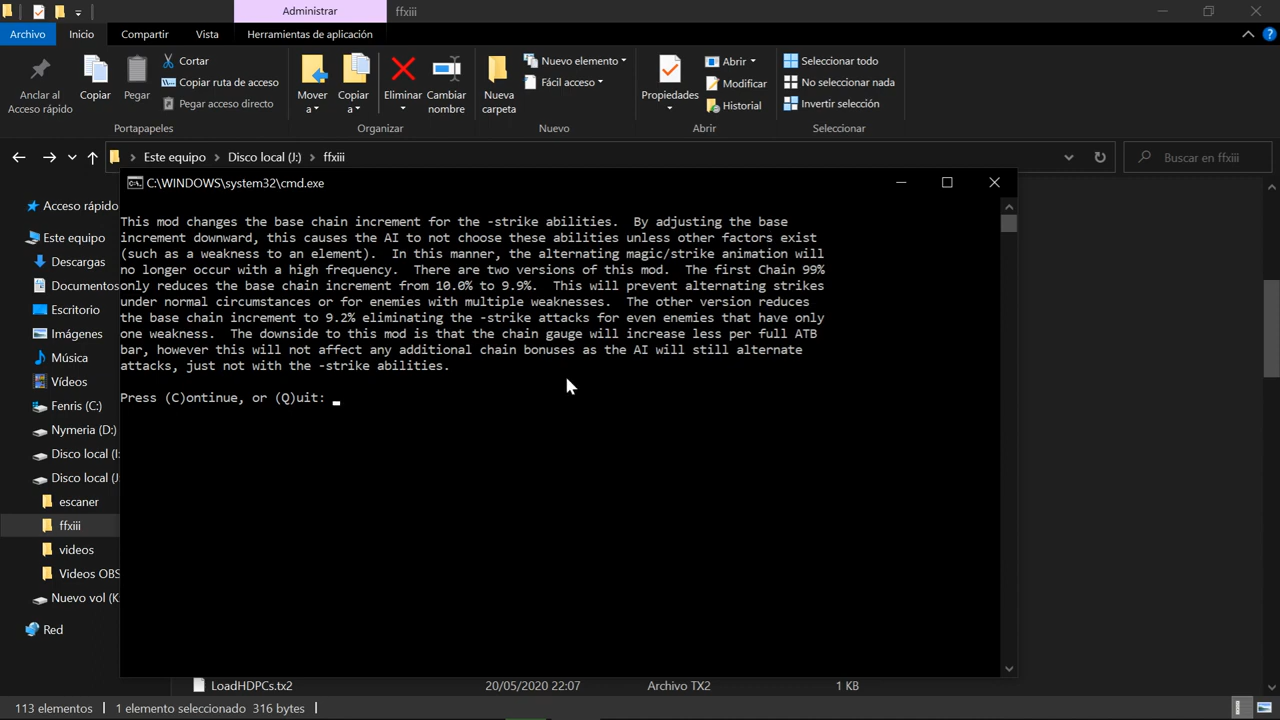 Administrar
ffxiii
Archivo
Inicio
Compartir
Vista
Herramientas de aplicación
Anclar al
Acceso rápido
Copiar
Pegar
Cortar
Copiar ruta de acceso
Pegar acceso directo
Portapapeles
Mover
a
Copiar
a
Eliminar
Cambiar
nombre
Organizar
Nueva
carpeta
Nuevo elemento
Fácil acceso
Nuevo
Propiedades
Abrir
Modificar
Historial
Abrir
Seleccionar todo
No seleccionar nada
Invertir selección
Seleccionar
Este equipo
Disco local (J:)
ffxiii
Buscar en ffxiii
Acceso rápido
Este equipo
Descargas
Documentos
Escritorio
Imágenes
Música
Vídeos
Fenris (C:)
Nymeria (D:)
Disco local (I:
Disco local (J:
escaner
ffxiii
videos
Videos OBS
Nuevo vol (K
Red
C:\WINDOWS\system32\cmd.exe
This mod changes the base chain increment for the -strike abilities.  By adjusting the base
increment downward, this causes the AI to not choose these abilities unless other factors exist
(such as a weakness to an element).  In this manner, the alternating magic/strike animation will
no longer occur with a high frequency.  There are two versions of this mod.  The first Chain 99%
only reduces the base chain increment from 10.0% to 9.9%.  This will prevent alternating strikes
under normal circumstances or for enemies with multiple weaknesses.  The other version reduces
the base chain increment to 9.2% eliminating the -strike attacks for even enemies that have only
one weakness.  The downside to this mod is that the chain gauge will increase less per full ATB
bar, however this will not affect any additional chain bonuses as the AI will still alternate
attacks, just not with the -strike abilities.
Press (C)ontinue, or (Q)uit:
LoadHDPCs.tx2
20/05/2020 22:07
Archivo TX2
1 KB
113 elementos
1 elemento seleccionado 316 bytes